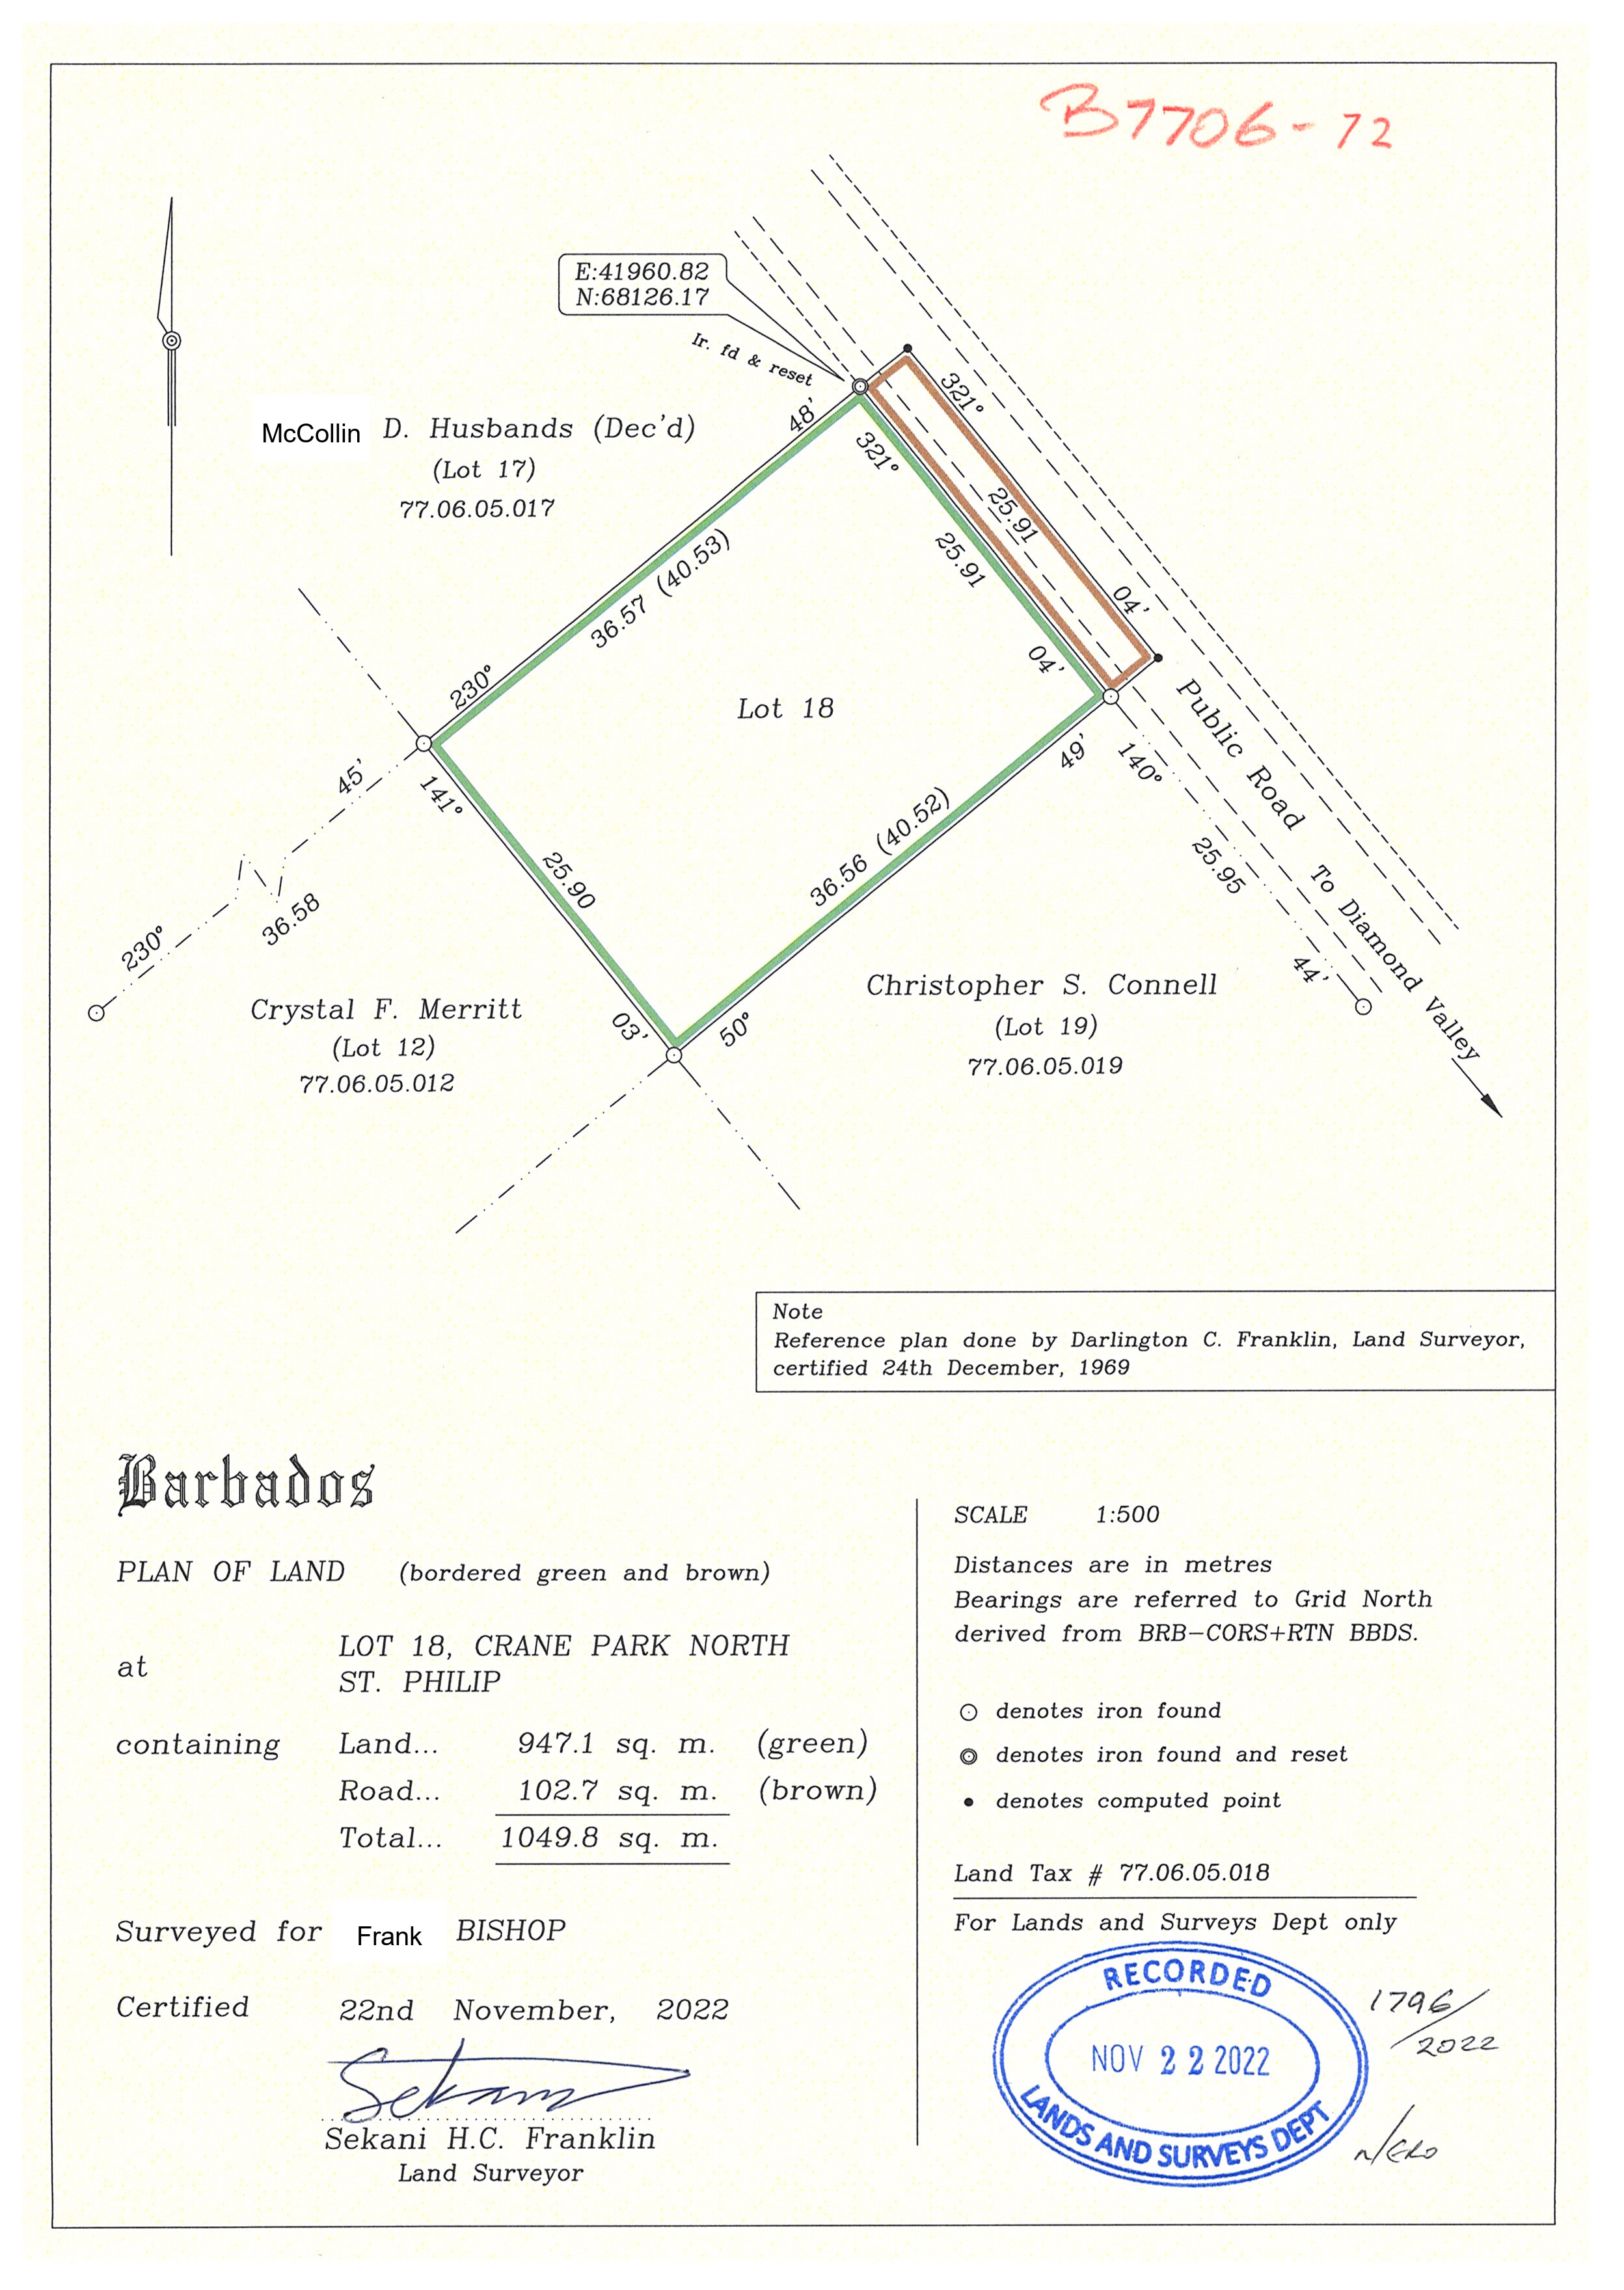 B7706-72
E:41960.82
N:68126.17
Ir. fd & reset
McCollin D. Husbands (Dec'd)
(Lot 17)
77.06.05.017
48'
321°
321°
25.91
25.91
04'
04'
36.57 (40.53)
230°
Lot 18
45'
141°
49'
140°
Public Road
To Diamond Valley
36.56 (40.52)
25.95
44'
25.90
230°
36.58
03'
50°
Crystal F. Merritt
(Lot 12)
77.06.05.012
Christopher S. Connell
(Lot 19)
77.06.05.019
Note
Reference plan done by Darlington C. Franklin, Land Surveyor,
certified 24th December, 1969
Barbados
PLAN OF LAND (bordered green and brown)
at
LOT 18, CRANE PARK NORTH
ST. PHILIP
containing Land... 947.1 sq. m. (green)
Road... 102.7 sq. m. (brown)
Total... 1049.8 sq. m.
Surveyed for Frank BISHOP
Certified 22nd November, 2022
Sekani H.C. Franklin
Land Surveyor
SCALE 1:500
Distances are in metres
Bearings are referred to Grid North
derived from BRB-CORS+RTN BBDS.
denotes iron found
denotes iron found and reset
denotes computed point
Land Tax # 77.06.05.018
For Lands and Surveys Dept only
RECORDED
NOV 22 2022
LANDS AND SURVEYS DEPT
1796/
2022